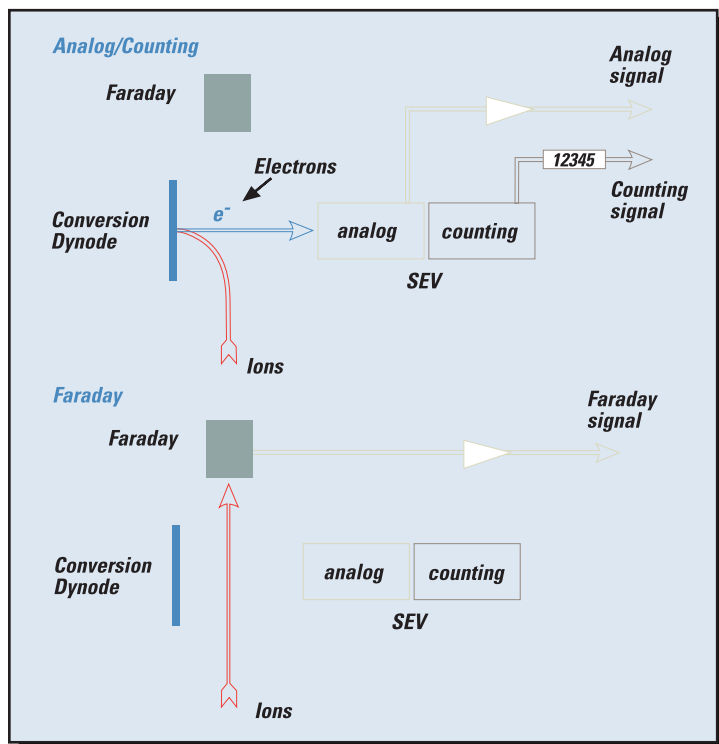 Analog/Counting
Analog
signal
Faraday
12345
Electrons
Counting
signal
Conversion
Dynode
e-
analog
counting
SEV
Ions
Faraday
Faraday
signal
Faraday
Conversion
Dynode
analog
counting
SEV
Ions